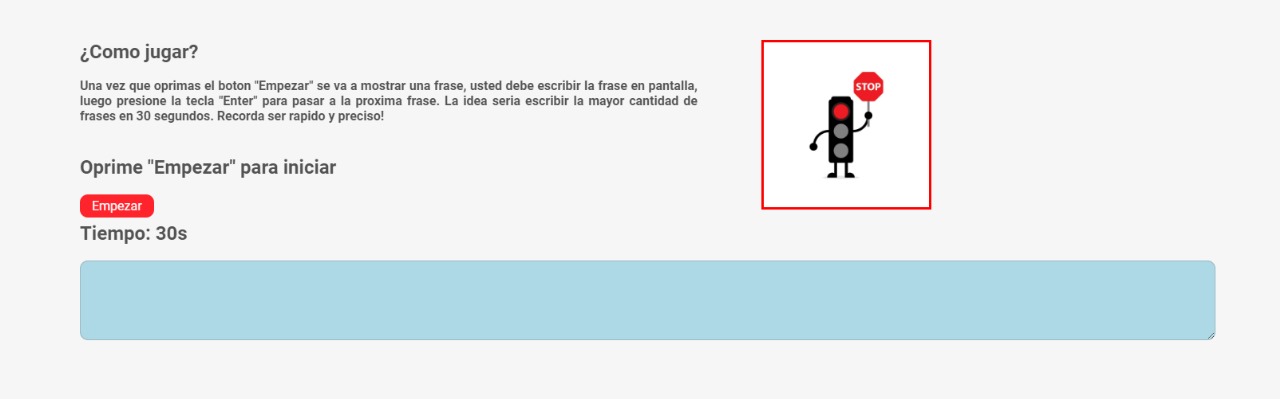 ¿Como jugar?
Una vez que oprimas el boton "Empezar" se va a mostrar una frase, usted debe escribir la frase en pantalla,
luego presione la tecla "Enter" para pasar a la proxima frase. La idea seria escribir la mayor cantidad de
frases en 30 segundos. Recorda ser rapido y preciso!
STOP
Oprime "Empezar" para iniciar
Empezar
Tiempo: 30s